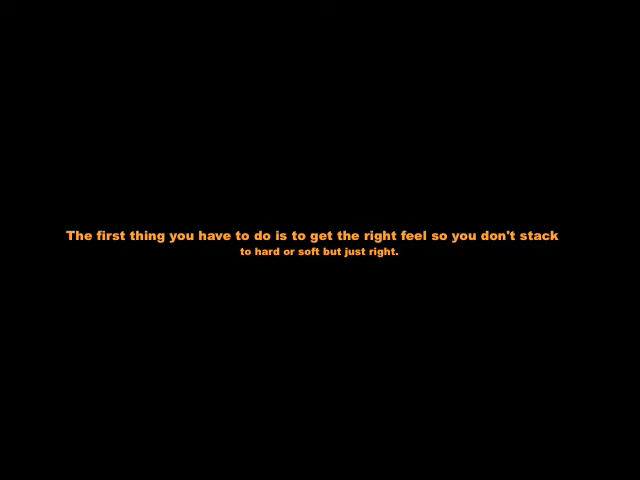 The first thing you have to do is to get the right feel so you don't stack
to hard or soft but just right.